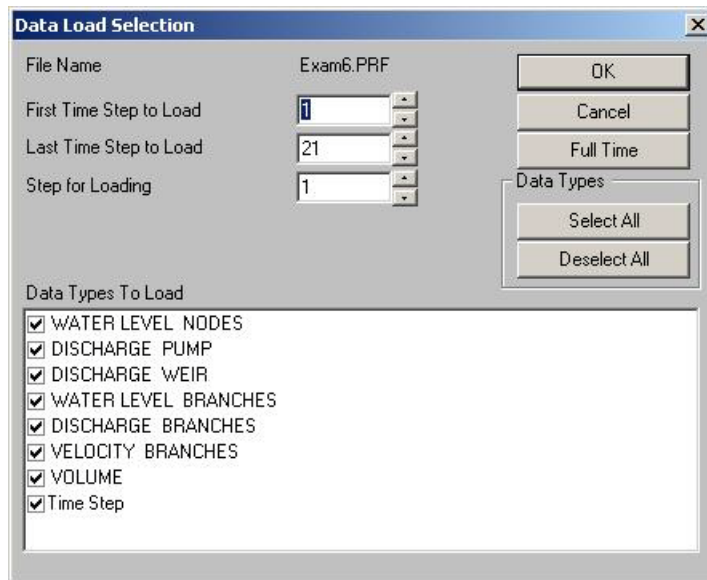 Data Load Selection
File Name Exam6.PRF
OK
First Time Step to Load 1
Cancel
Last Time Step to Load 21
Full Time
Step for Loading 1
Data Types
Select All
Deselect All
Data Types To Load
WATER LEVEL NODES
DISCHARGE PUMP
DISCHARGE WEIR
WATER LEVEL BRANCHES
DISCHARGE BRANCHES
VELOCITY BRANCHES
VOLUME
Time Step